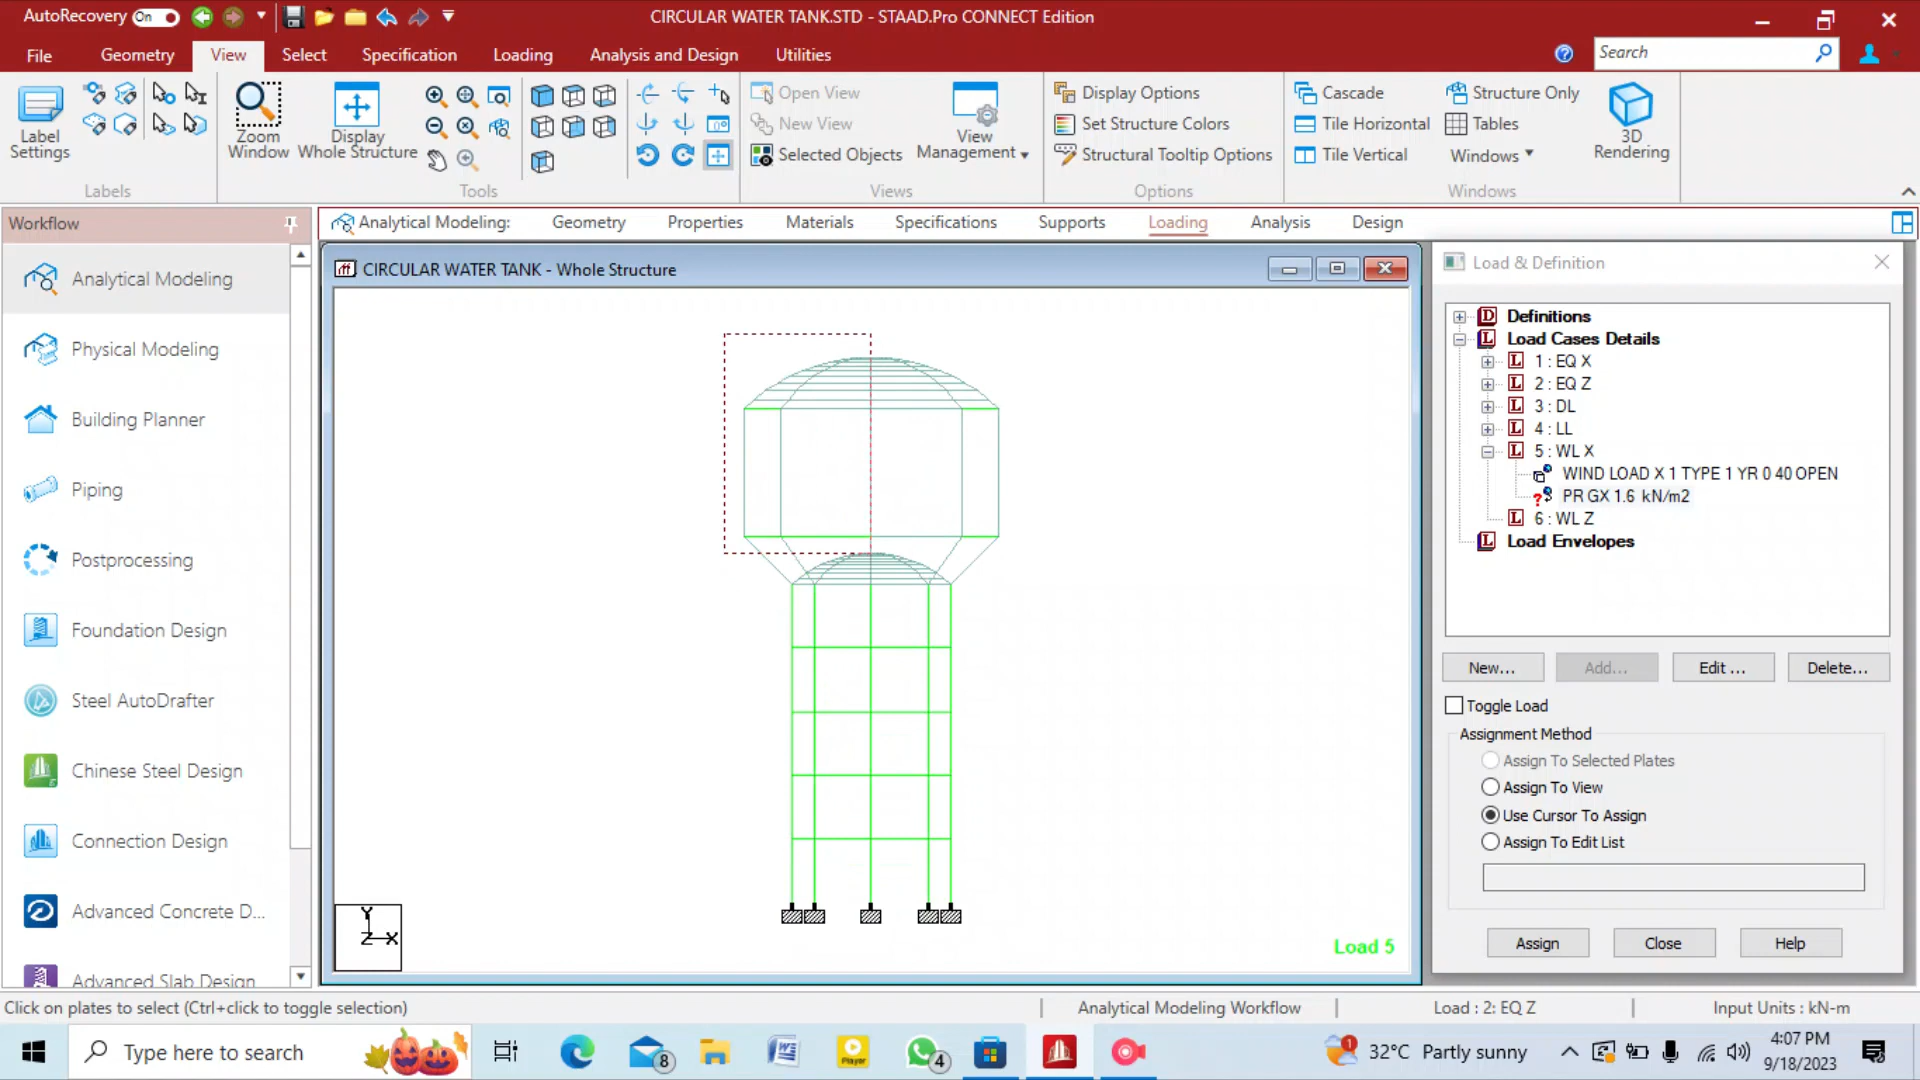 AutoRecovery On
CIRCULAR WATER TANK.STD - STAAD.Pro CONNECT Edition
File Geometry View Select Specification Loading Analysis and Design Utilities Search
Label Settings
Zoom Window
Display Whole Structure
Open View
New View
Selected Objects
View Management
Display Options
Set Structure Colors
Structural Tooltip Options
Cascade
Tile Horizontal
Tile Vertical
Structure Only
Tables
Windows
3D Rendering
Labels Tools Views Options Windows
Workflow
Analytical Modeling: Geometry Properties Materials Specifications Supports Loading Analysis Design
Analytical Modeling
Physical Modeling
Building Planner
Piping
Postprocessing
Foundation Design
Steel AutoDrafter
Chinese Steel Design
Connection Design
Advanced Concrete D...
Advanced Slab Design
CIRCULAR WATER TANK - Whole Structure
Y
Z X
Load 5
Load & Definition
Definitions
Load Cases Details
1 : EQ X
2 : EQ Z
3 : DL
4 : LL
5 : WL X
WIND LOAD X 1 TYPE 1 YR 0 40 OPEN
PR GX 1.6 kN/m2
6 : WL Z
Load Envelopes
New... Add... Edit ... Delete...
Toggle Load
Assignment Method
Assign To Selected Plates
Assign To View
Use Cursor To Assign
Assign To Edit List
Assign Close Help
Click on plates to select (Ctrl+click to toggle selection)
Analytical Modeling Workflow
Load : 2: EQ Z
Input Units : kN-m
Type here to search
8
Player
4
1
32°C Partly sunny
4:07 PM
9/18/2023